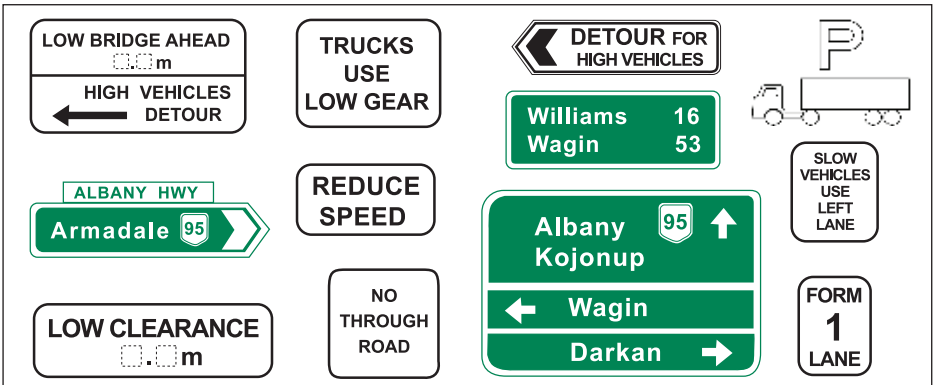 LOW BRIDGE AHEAD
. m
HIGH VEHICLES
DETOUR
TRUCKS
USE
LOW GEAR
DETOUR FOR
HIGH VEHICLES
P
Williams 16
Wagin 53
SLOW
VEHICLES
USE
LEFT
LANE
ALBANY HWY
Armadale 95
REDUCE
SPEED
Albany 95
Kojonup
Wagin
Darkan
LOW CLEARANCE
. m
NO
THROUGH
ROAD
FORM
1
LANE